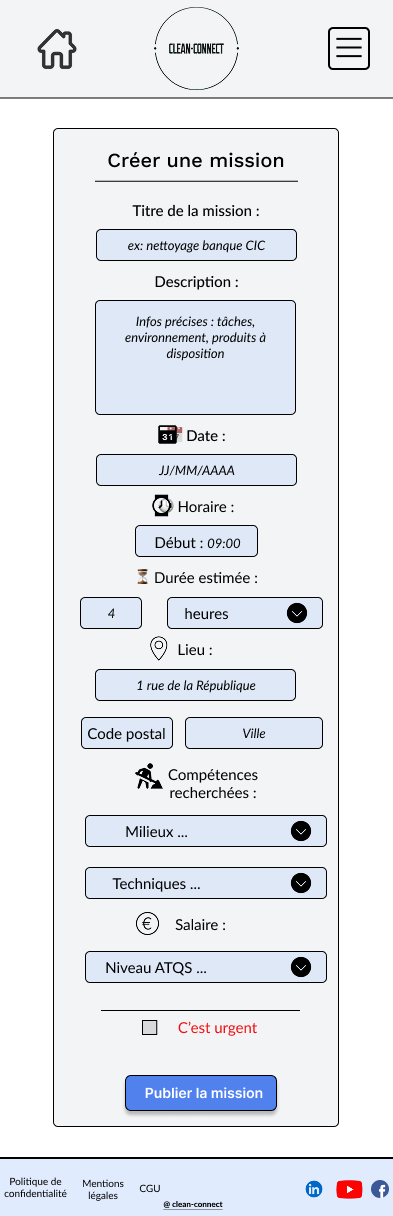 CLEAN-CONNECT
Créer une mission
Titre de la mission :
ex: nettoyage banque CIC
Description :
Infos précises : tâches,
environnement, produits à
disposition
31
Date :
JJ/MM/AAAA
Horaire :
Début : 09:00
Durée estimée :
4
heures
Lieu :
1 rue de la République
Code postal
Ville
Compétences
recherchées :
Milieux ...
Techniques ...
€
Salaire :
Niveau ATQS ...
C'est urgent
Publier la mission
Politique de
confidentialité
Mentions
légales
CGU
@ clean-connect
in
f